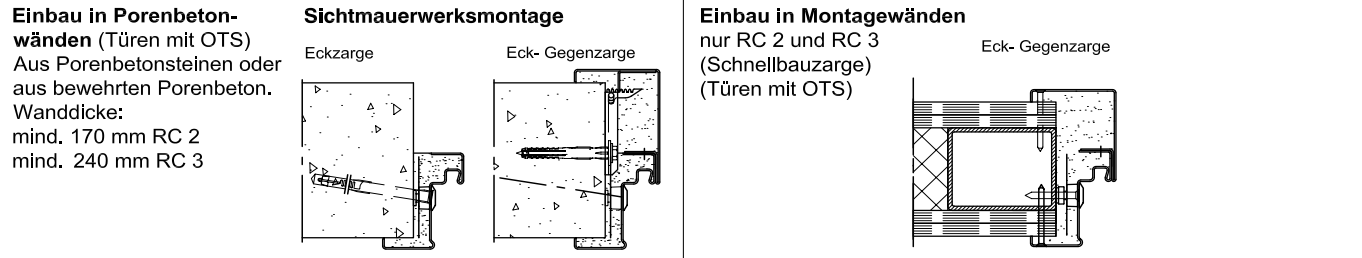 Einbau in Porenbeton-
wänden (Türen mit OTS)
Aus Porenbetonsteinen oder
aus bewehrten Porenbeton.
Wanddicke:
mind. 170 mm RC 2
mind. 240 mm RC 3
Sichtmauerwerksmontage
Eckzarge
Eck- Gegenzarge
Einbau in Montagewänden
nur RC 2 und RC 3
(Schnellbauzarge)
(Türen mit OTS)
Eck- Gegenzarge